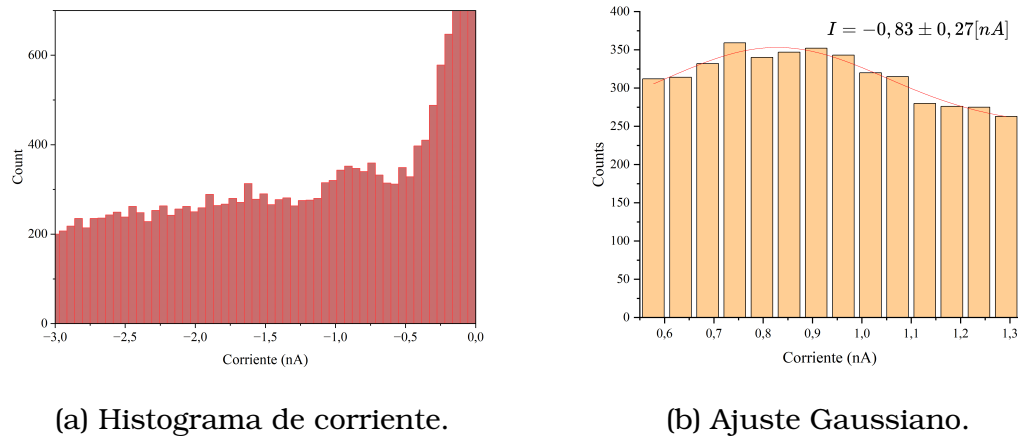 600
400
200
0
Count
−3,0 −2,5 −2,0 −1,5 −1,0 −0,5 0,0
Corriente (nA)
(a) Histograma de corriente.
I = −0, 83 ± 0, 27[nA]
400
350
300
250
200
150
100
50
0
Counts
0,6 0,7 0,8 0,9 1,0 1,1 1,2 1,3
Corriente (nA)
(b) Ajuste Gaussiano.